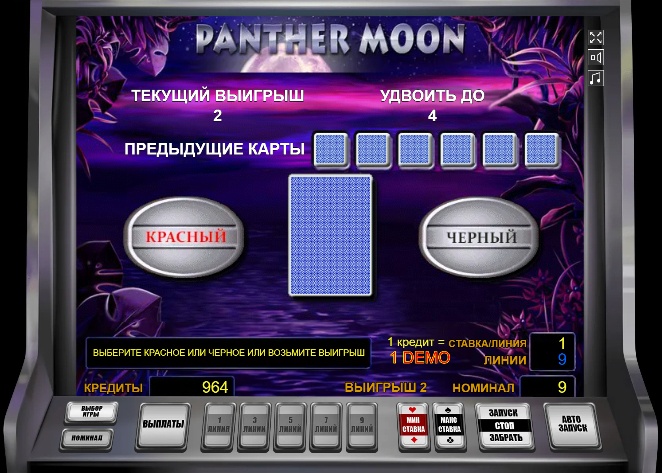 PANTHER MOON
ТЕКУЩИЙ ВЫИГРЫШ
2
УДВОИТЬ ДО
4
ПРЕДЫДУЩИЕ КАРТЫ
КРАСНЫЙ
ЧЕРНЫЙ
ВЫБЕРИТЕ КРАСНОЕ ИЛИ ЧЕРНОЕ ИЛИ ВОЗЬМИТЕ ВЫИГРЫШ
1 кредит =
1 DEMO
СТАВКА/ЛИНИЯ 1
ЛИНИИ 9
КРЕДИТЫ 964
ВЫИГРЫШ 2
НОМИНАЛ 9
ВЫБОР
ИГРЫ
НОМИНАЛ
ВЫПЛАТЫ
1
ЛИНИЯ
3
ЛИНИИ
5
ЛИНИЙ
7
ЛИНИЙ
9
ЛИНИЙ
МИН
СТАВКА
МАКС
СТАВКА
ЗАПУСК
СТОП
ЗАБРАТЬ
АВТО
ЗАПУСК